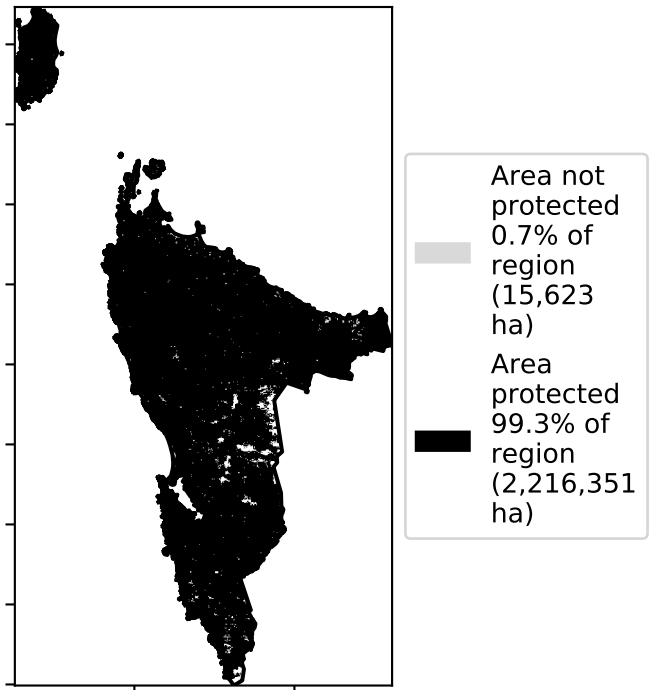 Area not
protected
0.7% of
region
(15,623
ha)
Area
protected
99.3% of
region
(2,216,351
ha)